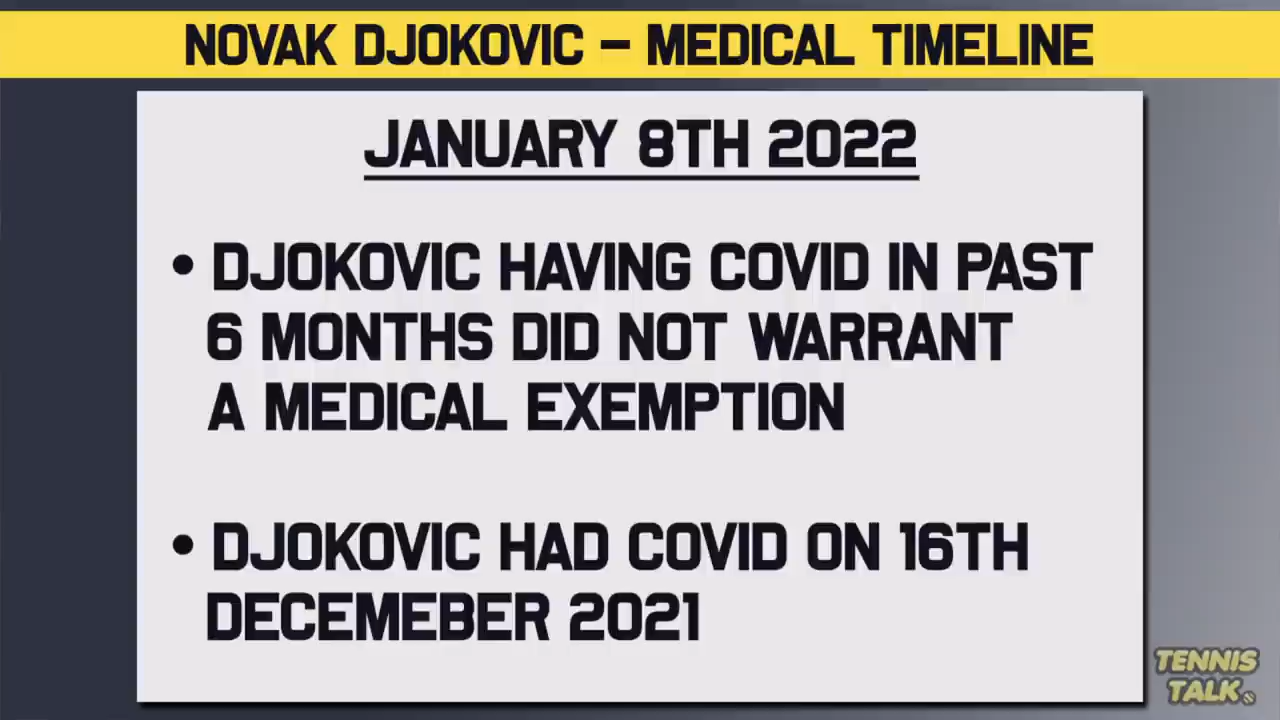 NOVAK DJOKOVIC – MEDICAL TIMELINE
JANUARY 8TH 2022
• DJOKOVIC HAVING COVID IN PAST
6 MONTHS DID NOT WARRANT
A MEDICAL EXEMPTION
• DJOKOVIC HAD COVID ON 16TH
DECEMEBER 2021
TENNIS
TALK